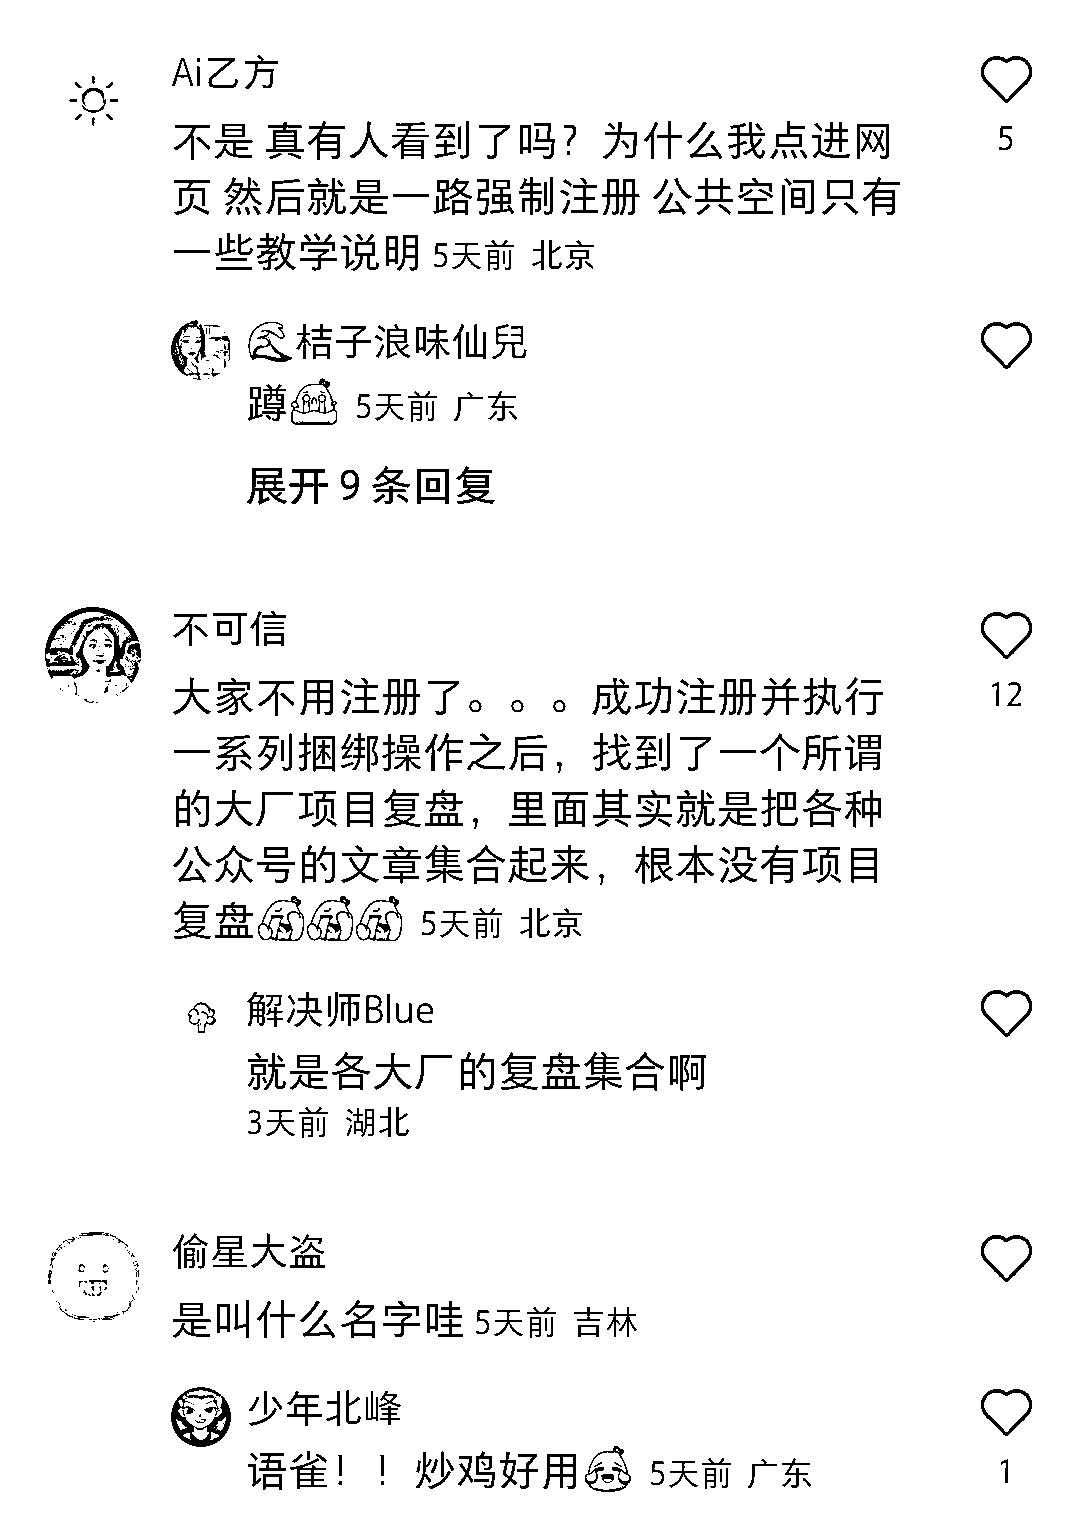 Ai乙方
不是 真有人看到了吗？为什么我点进网
5
页 然后就是一路强制注册 公共空间只有
一些教学说明 5天前 北京
桔子浪味仙兒
蹲 5天前 广东
展开 9 条回复
不可信
大家不用注册了。。。成功注册并执行
12
一系列捆绑操作之后，找到了一个所谓
的大厂项目复盘，里面其实就是把各种
公众号的文章集合起来，根本没有项目
复盘 5天前 北京
解决师Blue
就是各大厂的复盘集合啊
3天前 湖北
偷星大盗
是叫什么名字哇 5天前 吉林
少年北峰
语雀！！炒鸡好用 5天前 广东
1